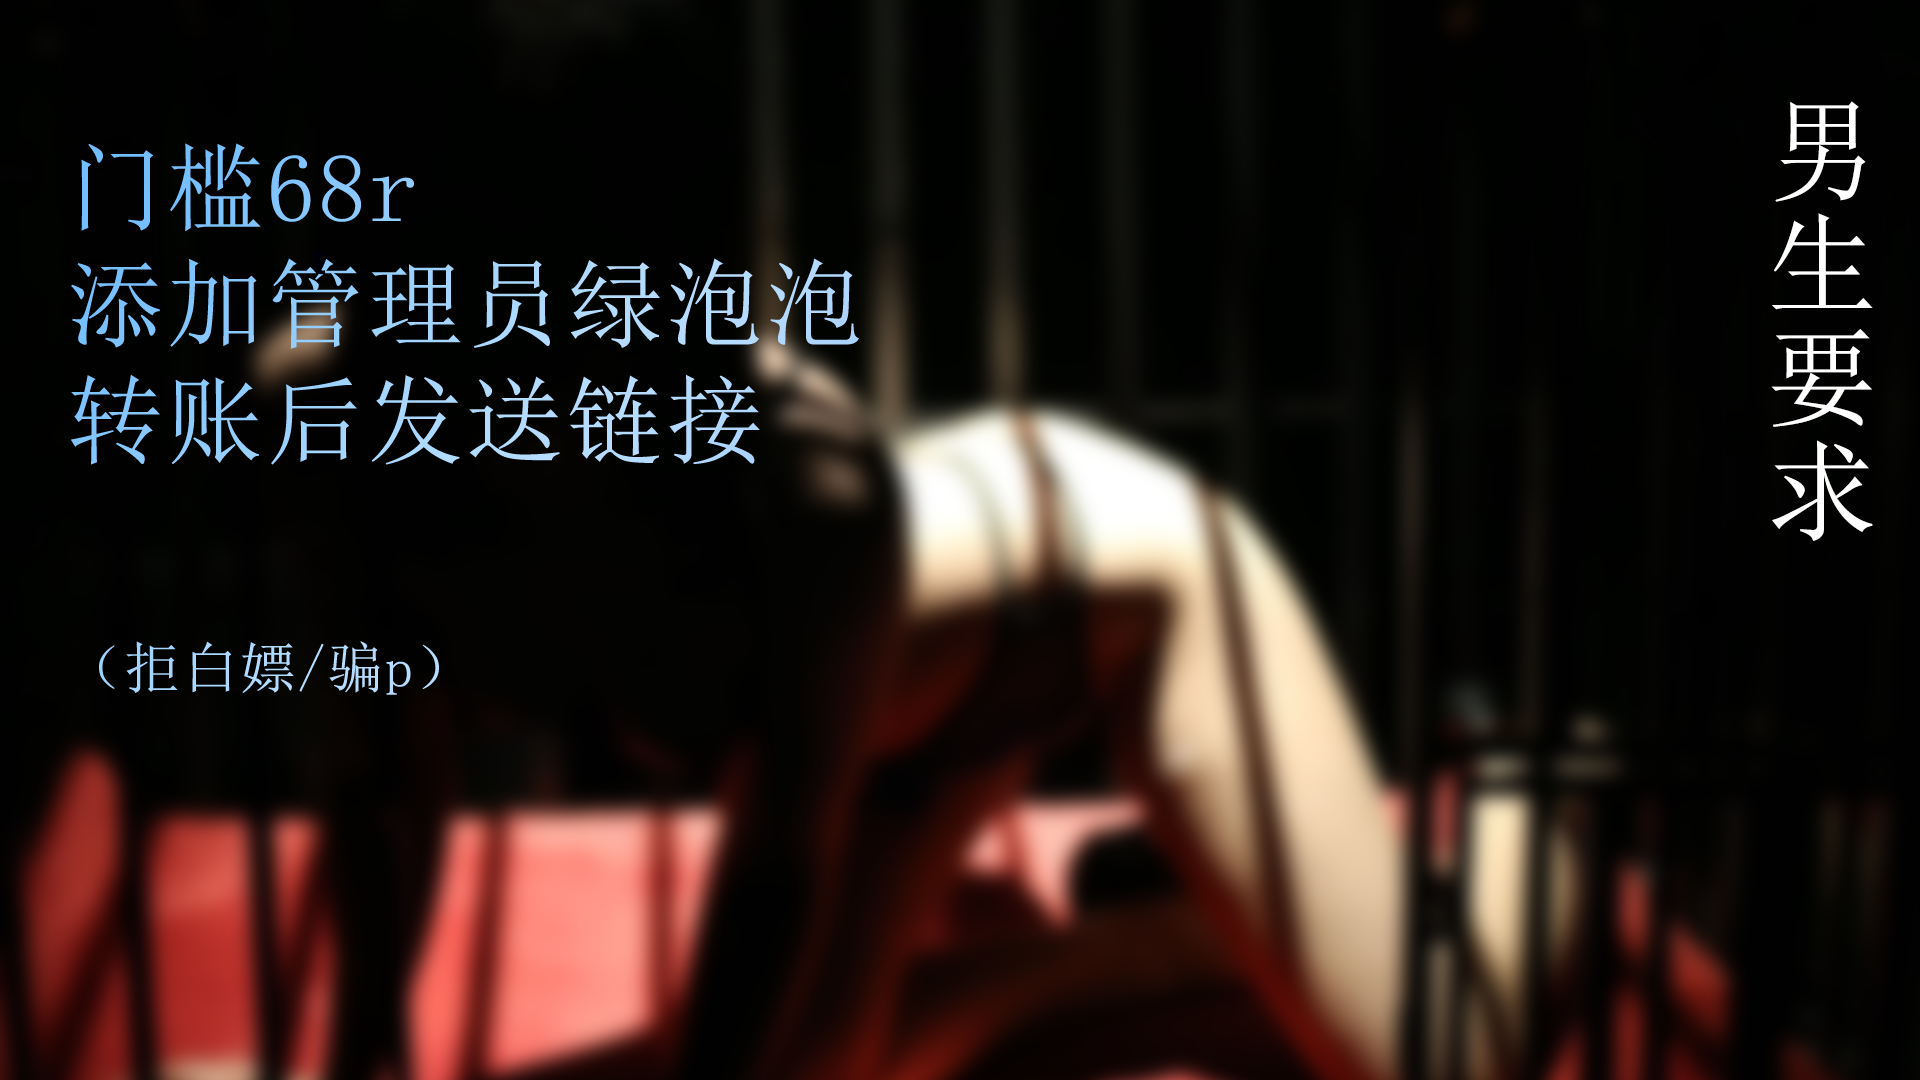 男生要求
门槛68r
添加管理员绿泡泡
转账后发送链接
（拒白嫖/骗p）